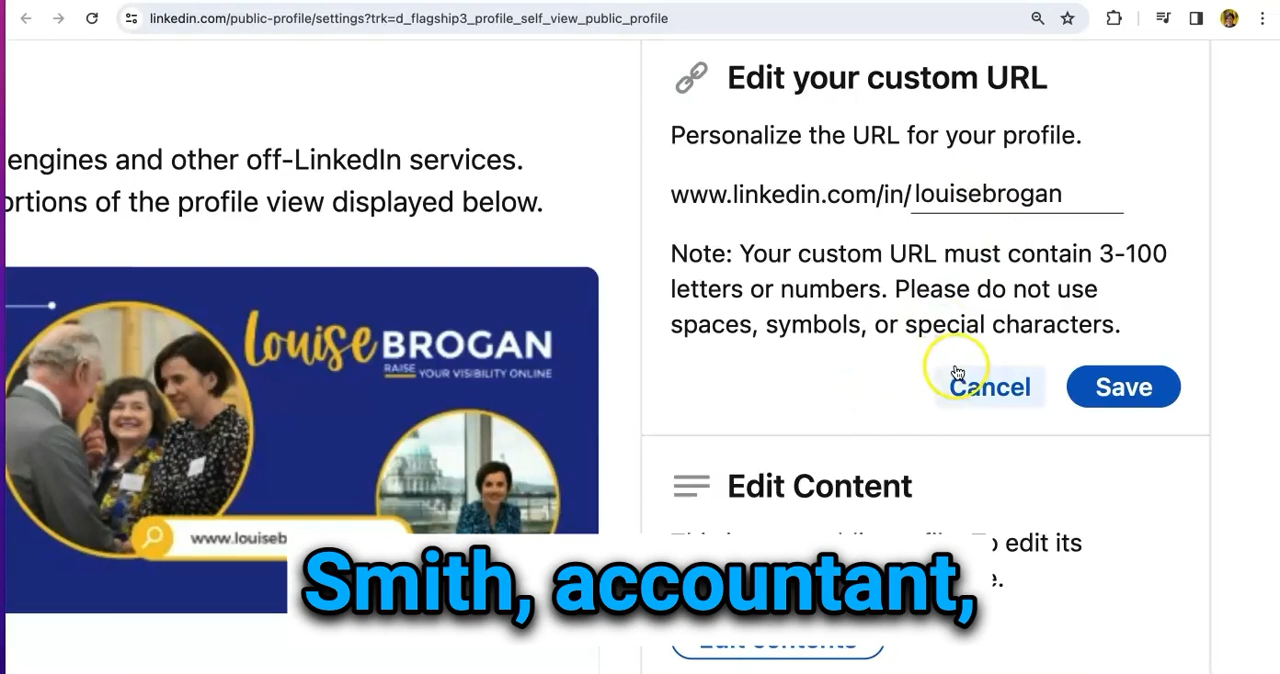 linkedin.com/public-profile/settings?trk=d_flagship3_profile_self_view_public_profile
engines and other off-LinkedIn services.
ortions of the profile view displayed below.
Louise BROGAN
RAISE YOUR VISIBILITY ONLINE
www.louiseb
Edit your custom URL
Personalize the URL for your profile.
www.linkedin.com/in/louisebrogan
Note: Your custom URL must contain 3-100
letters or numbers. Please do not use
spaces, symbols, or special characters.
Cancel Save
Edit Content
o edit its
Smith, accountant,